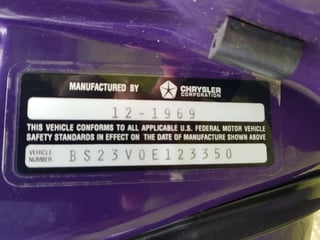 MANUFACTURED BY CHRYSLER
CORPORATION
12-1969
THIS VEHICLE CONFORMS TO ALL APPLICABLE U.S. FEDERAL MOTOR VEHICLE
SAFETY STANDARDS IN EFFECT ON THE DATE OF MANUFACTURE SHOWN ABOVE
VEHICLE
NUMBER BS23V0E123350